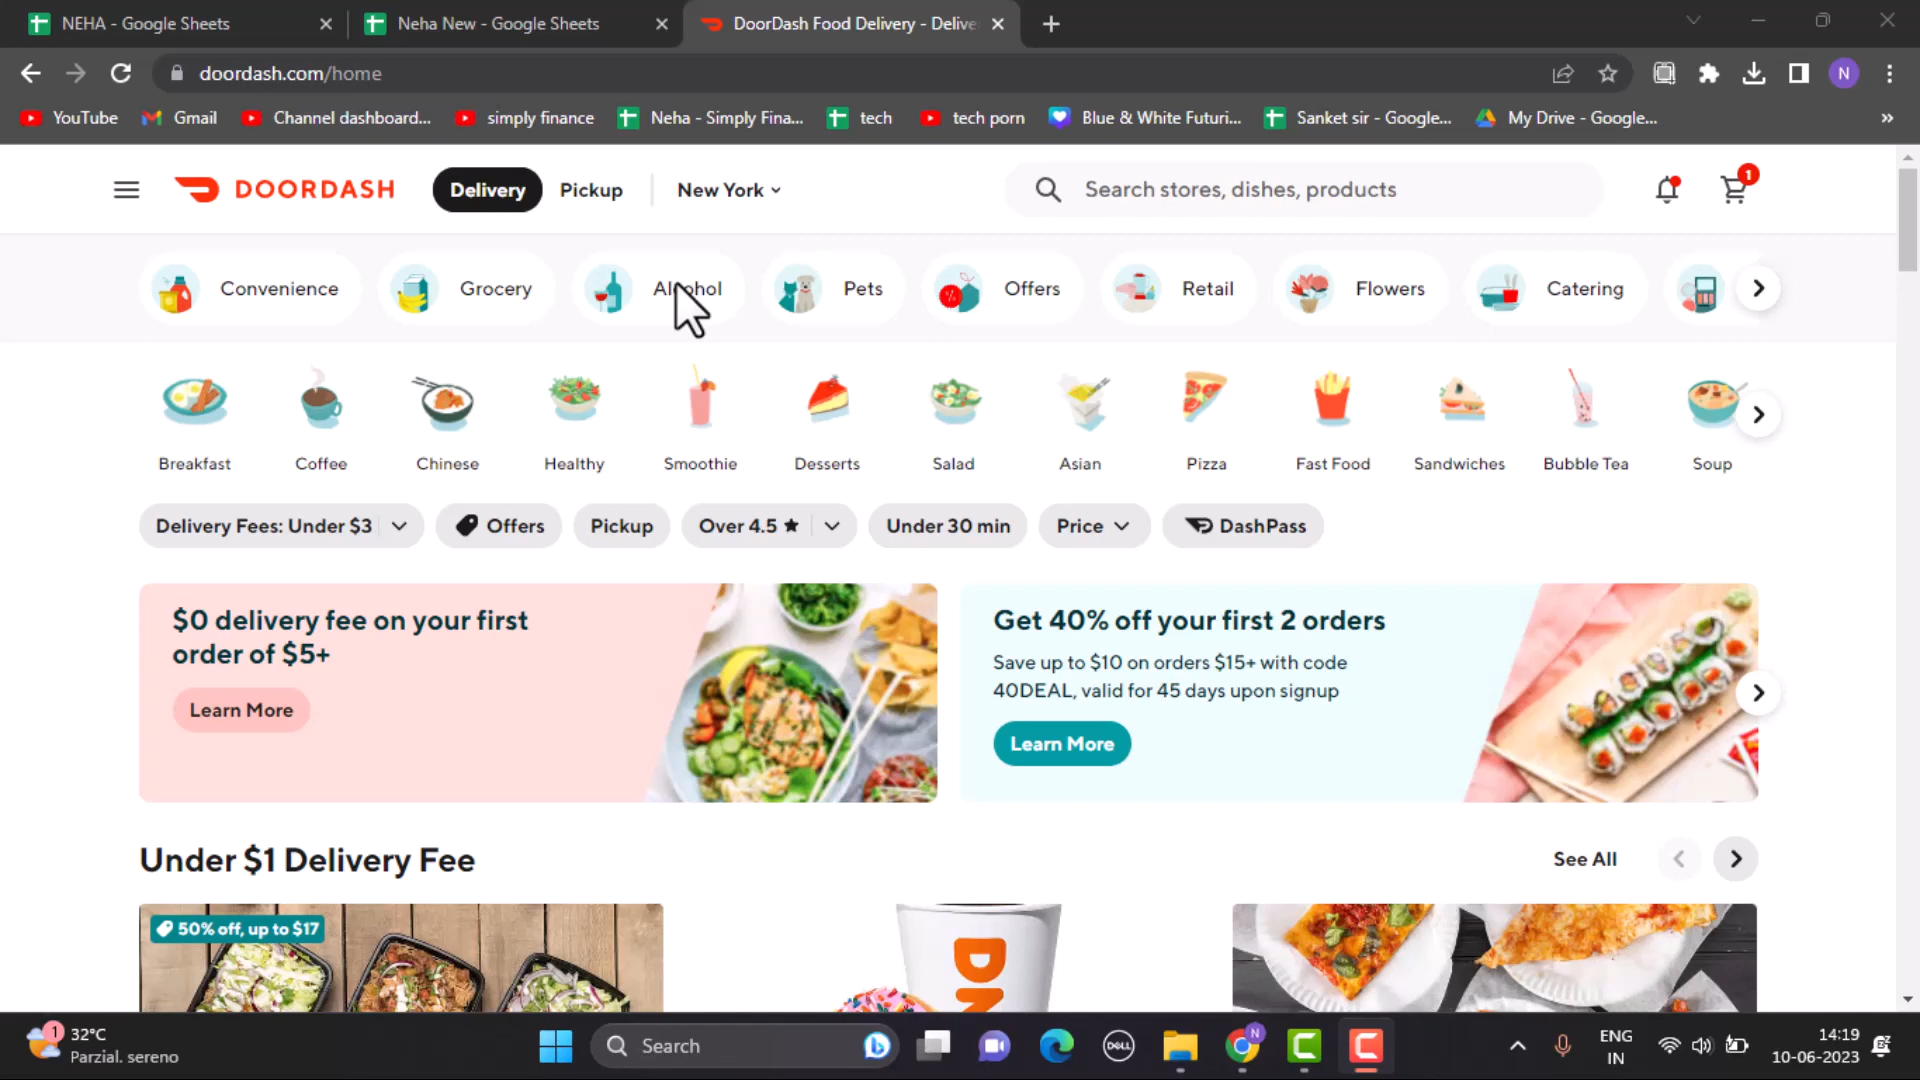 NEHA - Google Sheets
Neha New - Google Sheets
DoorDash Food Delivery - Delive
doordash.com/home
N
YouTube
Gmail
Channel dashboard...
simply finance
Neha - Simply Fina...
tech
tech porn
Blue & White Futuri...
Sanket sir - Google...
My Drive - Google...
DOORDASH
Delivery
Pickup
New York
Search stores, dishes, products
1
Convenience
Grocery
Alcohol
Pets
Offers
Retail
Flowers
Catering
Breakfast
Coffee
Chinese
Healthy
Smoothie
Desserts
Salad
Asian
Pizza
Fast Food
Sandwiches
Bubble Tea
Soup
Delivery Fees: Under $3
Offers
Pickup
Over 4.5 ★
Under 30 min
Price
DashPass
$0 delivery fee on your first
order of $5+
Learn More
Get 40% off your first 2 orders
Save up to $10 on orders $15+ with code
40DEAL, valid for 45 days upon signup
Learn More
Under $1 Delivery Fee
See All
50% off, up to $17
DN
1
32°C
Parzial. sereno
Search
DELL
N
ENG
IN
14:19
10-06-2023